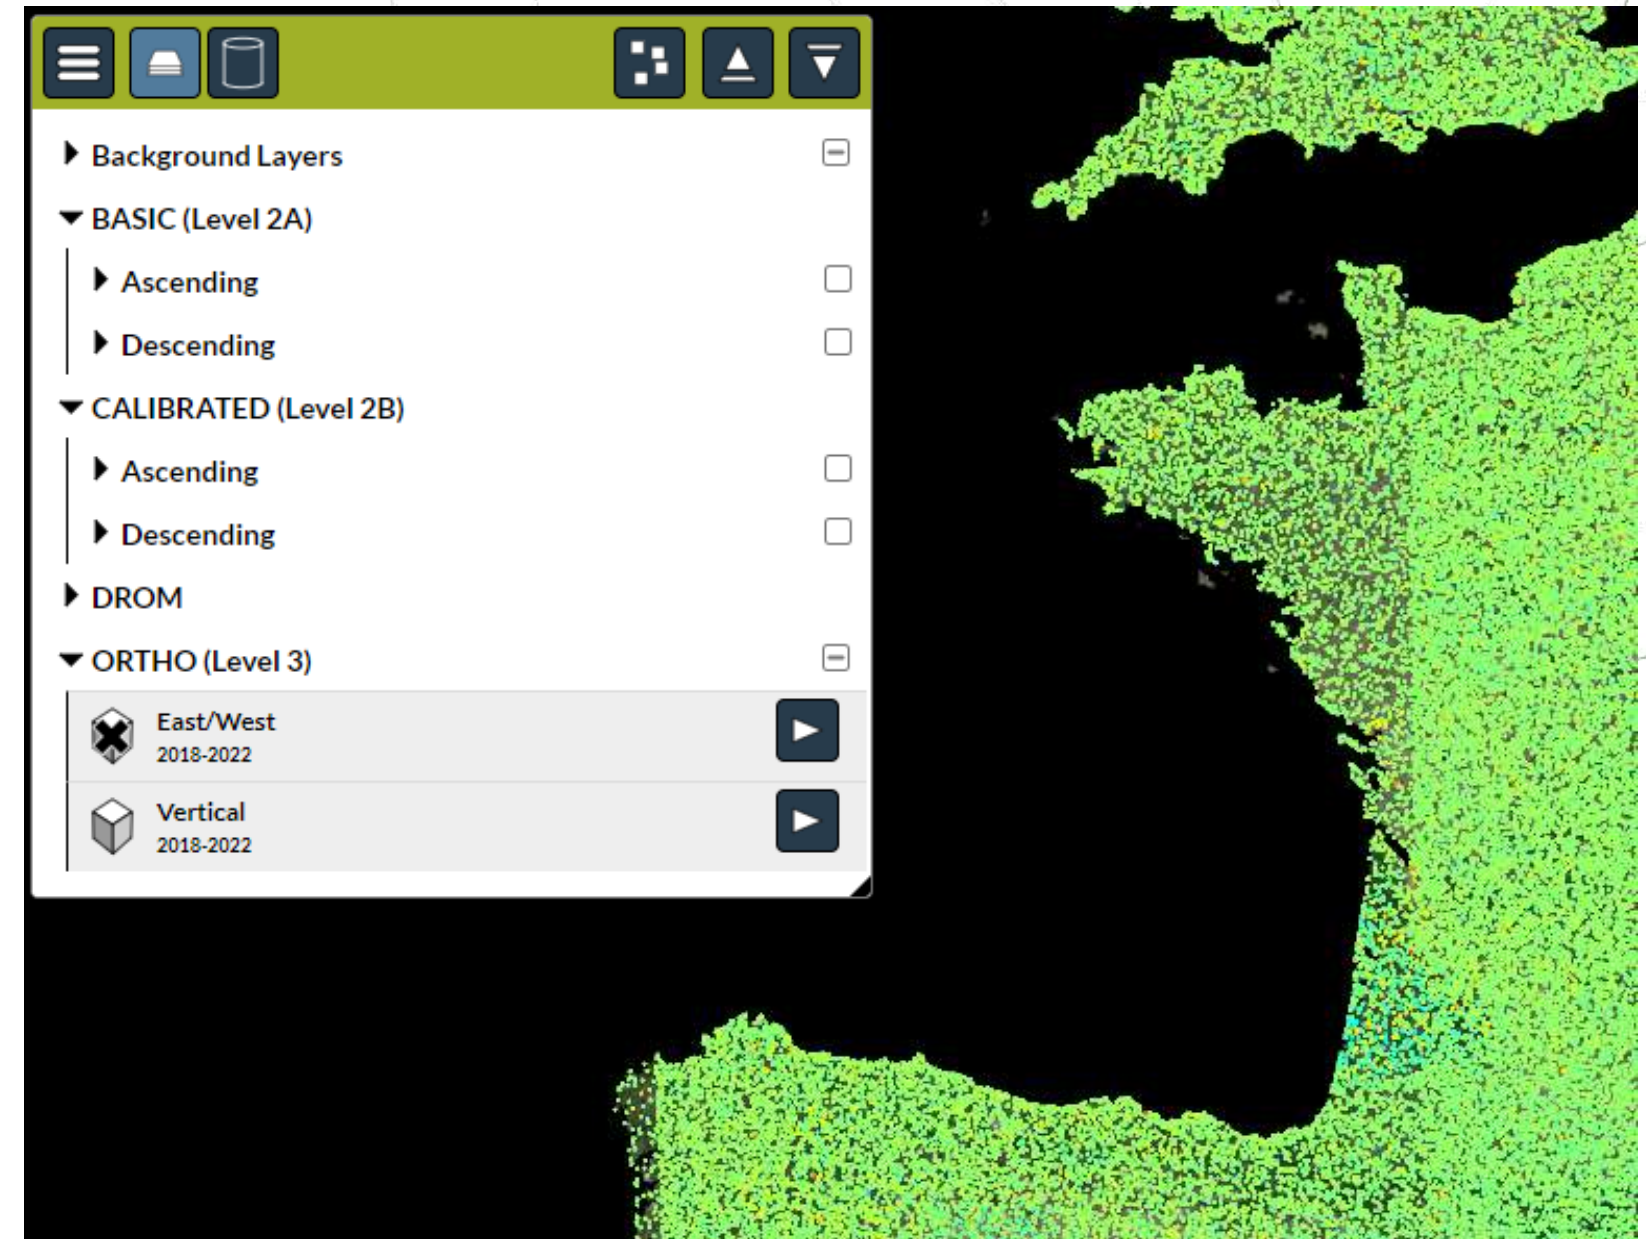 Background Layers
BASIC (Level 2A)
Ascending
Descending
CALIBRATED (Level 2B)
Ascending
Descending
DROM
ORTHO (Level 3)
East/West
2018-2022
Vertical
2018-2022